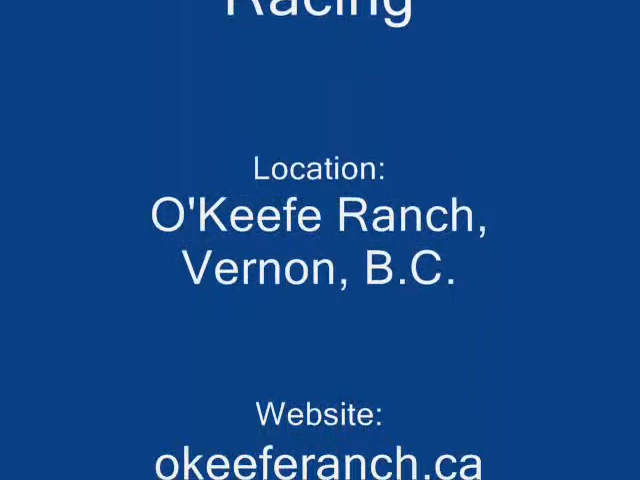 Racing
Location:
O'Keefe Ranch,
Vernon, B.C.
Website:
okeeferanch.ca